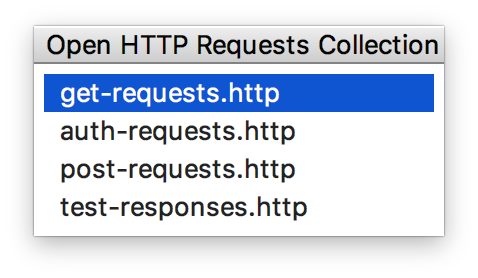 Open HTTP Requests Collection
get-requests.http
auth-requests.http
post-requests.http
test-responses.http